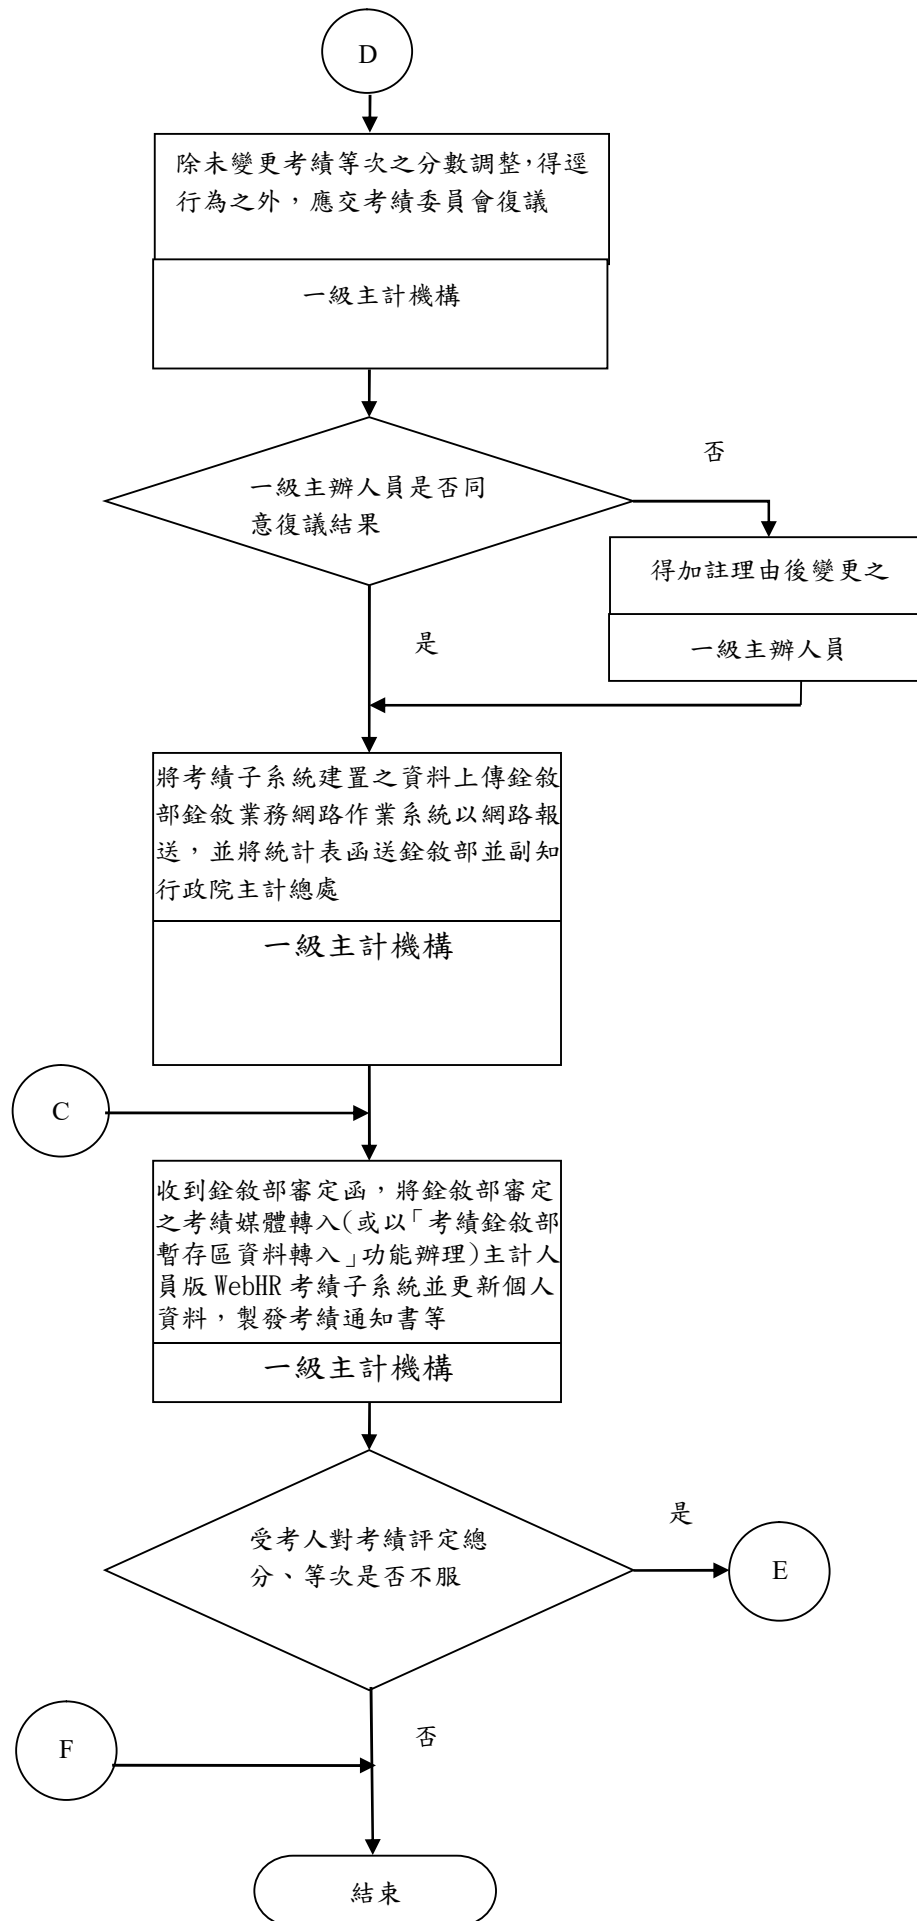 D
除未變更考績等次之分數調整,得逕
行為之外,應交考績委員會復議
一級主計機構
否
一級主辦人員是否同
意復議結果
得加註理由後變更之
一級主辦人員
是
將考績子系統建置之資料上傳銓敘
部銓敘業務網路作業系統以網路報
送,並將統計表函送銓敘部並副知
行政院主計總處
一級主計機構
C
收到銓敘部審定函,將銓敘部審定
之考績媒體轉入(或以「考績銓敘部
暫存區資料轉入」功能辦理)主計人
員版 WebHR 考績子系統並更新個人
資料,製發考績通知書等
一級主計機構
是
受考人對考績評定總
分、等次是否不服
E
否
F
結束